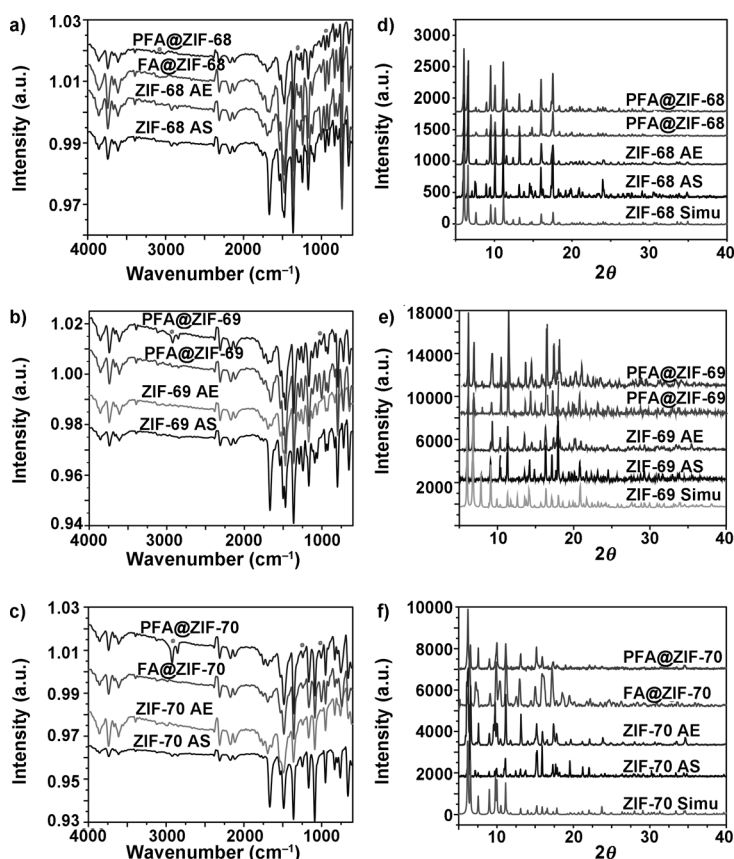 a)
1.03
1.01
0.99
0.97
Intensity (a.u.)
PFA@ZIF-68
FA@ZIF-68
ZIF-68 AE
ZIF-68 AS
4000 3000 2000 1000
Wavenumber (cm⁻¹)
d)
3000
2500
2000
1500
1000
500
0
Intensity (a.u.)
PFA@ZIF-68
PFA@ZIF-68
ZIF-68 AE
ZIF-68 AS
ZIF-68 Simu
10 20 30 40
2θ
b)
1.02
1.00
0.98
0.96
0.94
Intensity (a.u.)
PFA@ZIF-69
PFA@ZIF-69
ZIF-69 AE
ZIF-69 AS
4000 3000 2000 1000
Wavenumber (cm⁻¹)
e)
18000
14000
10000
6000
2000
Intensity (a.u.)
PFA@ZIF-69
PFA@ZIF-69
ZIF-69 AE
ZIF-69 AS
ZIF-69 Simu
10 20 30 40
2θ
c)
1.03
1.01
0.99
0.97
0.95
0.93
Intensity (a.u.)
PFA@ZIF-70
FA@ZIF-70
ZIF-70 AE
ZIF-70 AS
4000 3000 2000 1000
Wavenumber (cm⁻¹)
f)
10000
8000
6000
4000
2000
0
Intensity (a.u.)
PFA@ZIF-70
FA@ZIF-70
ZIF-70 AE
ZIF-70 AS
ZIF-70 Simu
10 20 30 40
2θ